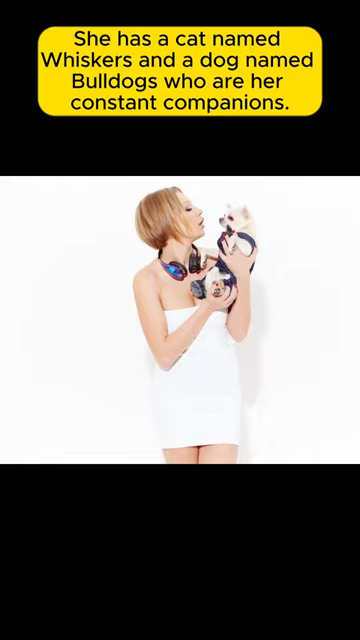 She has a cat named
Whiskers and a dog named
Bulldogs who are her
constant companions.